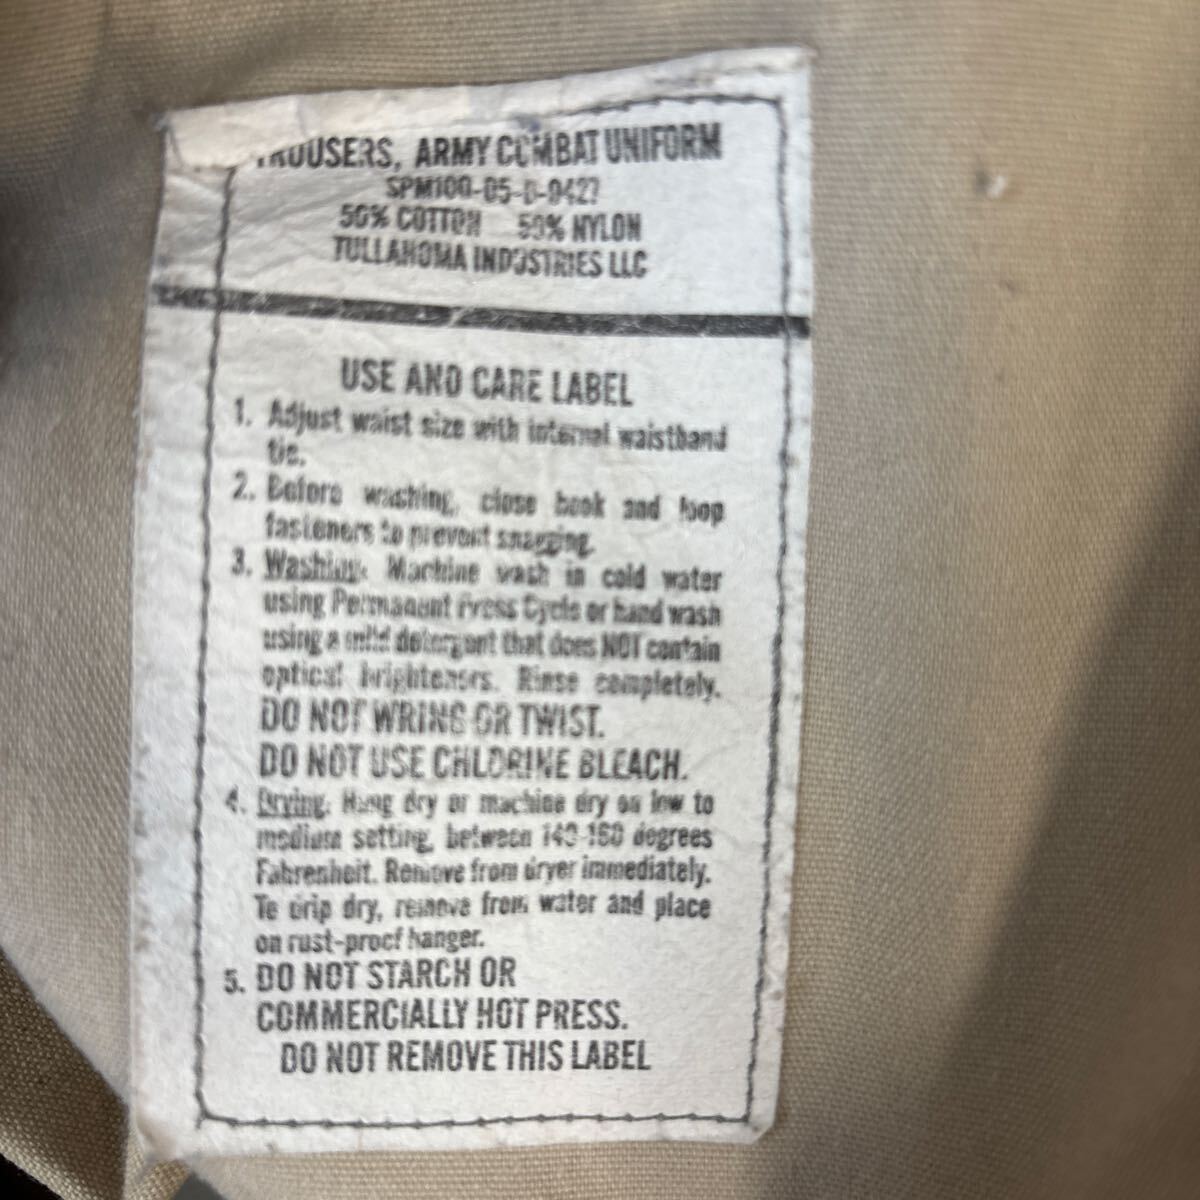 TROUSERS, ARMY COMBAT UNIFORM
SPM100-05-D-0427
50% COTTON 50% NYLON
TULLAHOMA INDUSTRIES LLC
USE AND CARE LABEL
1. Adjust waist size with internal waistband
tie.
2. Before washing, close hook and loop
fasteners to prevent snagging.
3. Washing: Machine wash in cold water
using Permanent Press Cycle or hand wash
using a mild detergent that does NOT contain
optical brighteners. Rinse completely.
DO NOT WRING OR TWIST.
DO NOT USE CHLORINE BLEACH.
4. Drying: Hang dry or machine dry on low to
medium setting, between 140-160 degrees
Fahrenheit. Remove from dryer immediately.
To drip dry, remove from water and place
on rust-proof hanger.
5. DO NOT STARCH OR
COMMERCIALLY HOT PRESS.
DO NOT REMOVE THIS LABEL